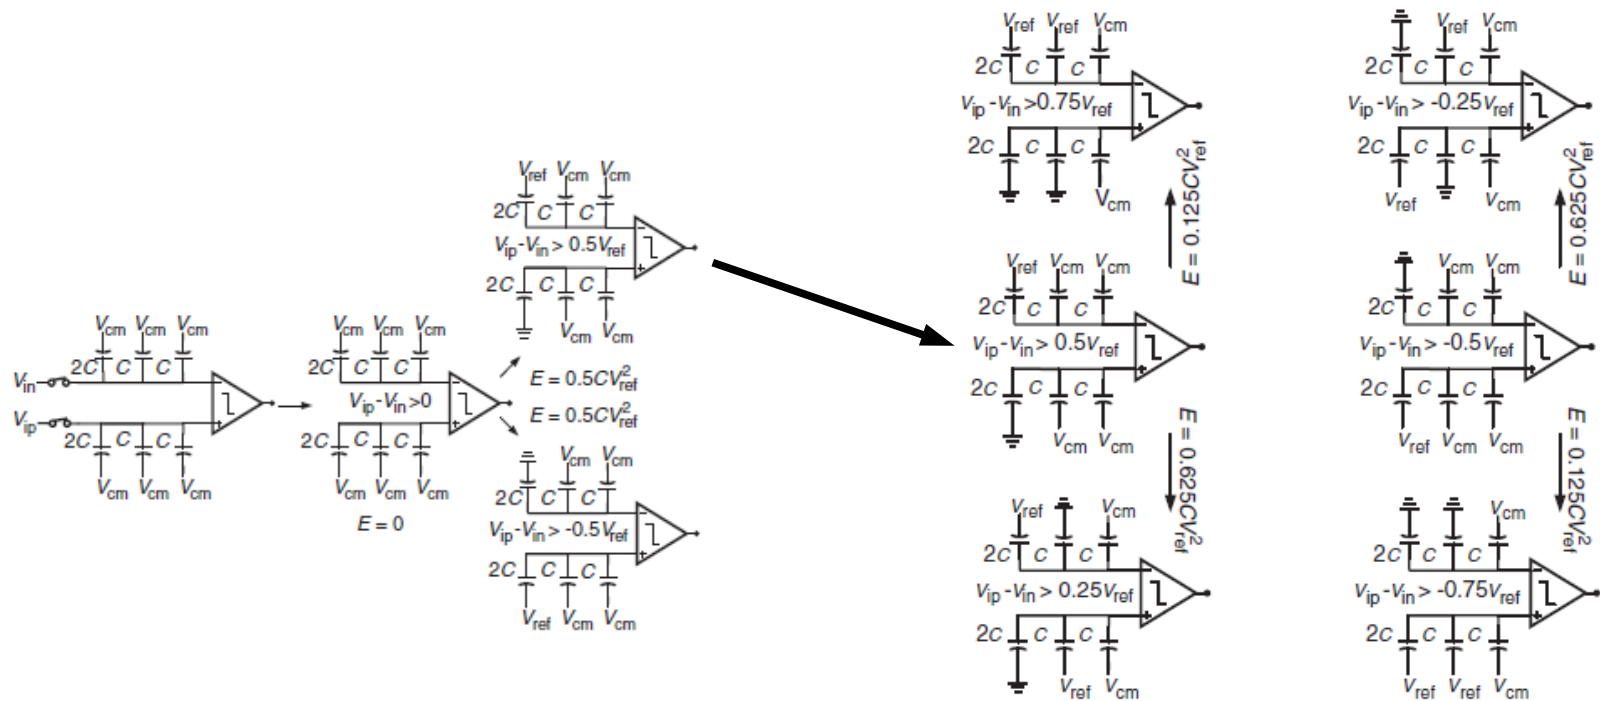 Vin
Vip
Vcm Vcm Vcm
2C C C
2C C C
Vcm Vcm Vcm
Vcm Vcm Vcm
2C C C
Vip-Vin>0
2C C C
Vcm Vcm Vcm
E = 0
Vref Vcm Vcm
2C C C
Vip-Vin> 0.5Vref
2C C C
Vcm Vcm
E = 0.5CV²ref
E = 0.5CV²ref
Vcm Vcm
2C C C
Vip-Vin> -0.5Vref
2C C C
Vref Vcm Vcm
Vref Vref Vcm
2C C C
Vip-Vin>0.75Vref
2C C C
Vcm
E = 0.125CV²ref
Vref Vcm Vcm
2C C C
Vip-Vin> 0.5Vref
2C C C
Vcm Vcm
E = 0.625CV²ref
Vref Vcm
2C C C
Vip-Vin> 0.25Vref
2C C C
Vref Vcm
Vref Vcm
2C C C
Vip-Vin> -0.25Vref
2C C C
Vref Vcm
E = 0.625CV²ref
Vcm Vcm
2C C C
Vip-Vin> -0.5Vref
2C C C
Vref Vcm Vcm
E = 0.125CV²ref
Vcm
2C C C
Vip-Vin> -0.75Vref
2C C C
Vref Vref Vcm